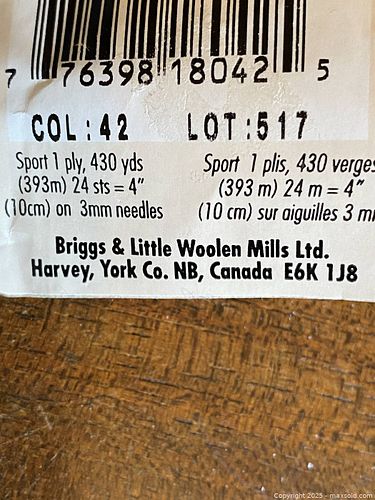 7 76398 18042 5
COL:42 LOT:517
Sport 1 ply, 430 yds
(393m) 24 sts = 4"
(10cm) on 3mm needles
Sport 1 plis, 430 verges
(393 m) 24 m = 4"
(10 cm) sur aiguilles 3
Briggs & Little Woolen Mills Ltd.
Harvey, York Co. NB, Canada E6K 1J8
Copyright 2025 - maxsold.com